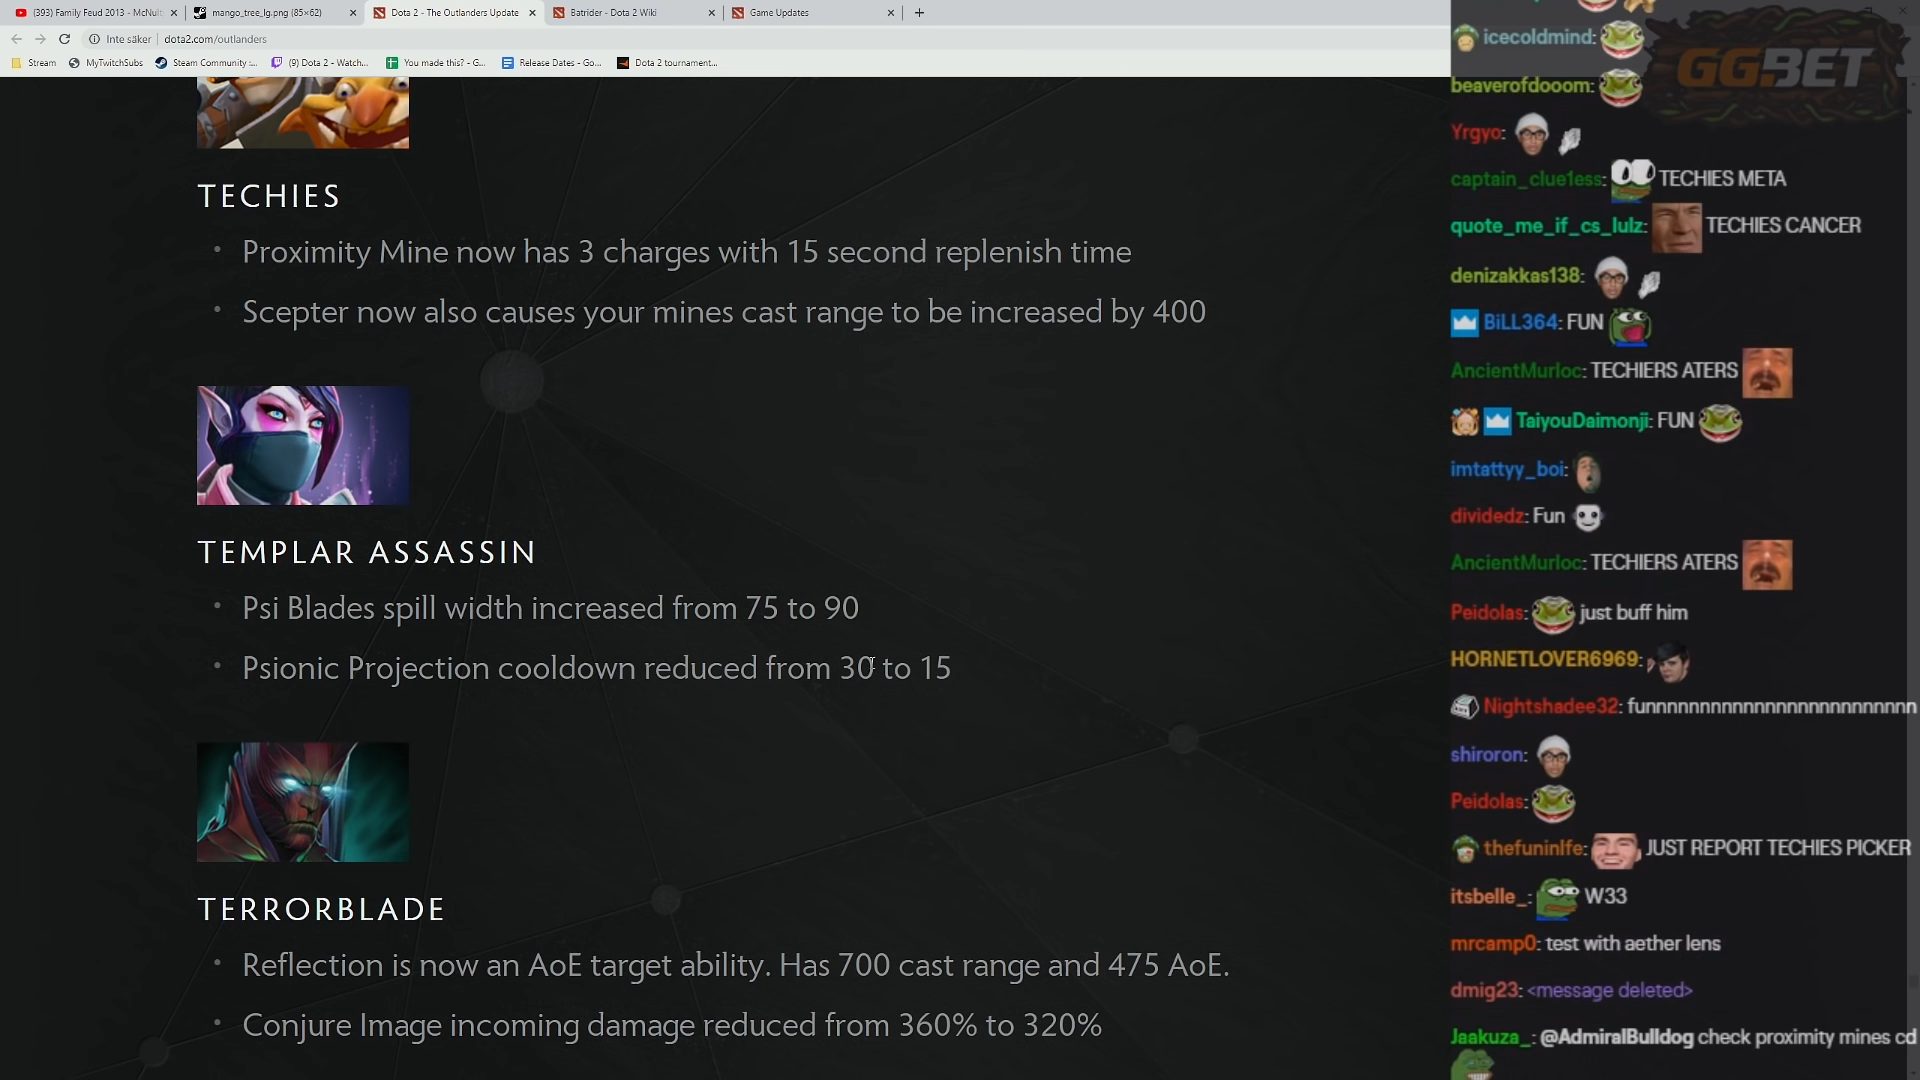 (393) Family Feud 2013 - McNult
mango_tree_lg.png (85×62)
Dota 2 - The Outlanders Update
Batrider - Dota 2 Wiki
Game Updates
Inte säker
dota2.com/outlanders
Stream
MyTwitchSubs
Steam Community :...
(9) Dota 2 - Watch...
You made this? - G...
Release Dates - Go...
Dota 2 tournament...
TECHIES
• Proximity Mine now has 3 charges with 15 second replenish time
• Scepter now also causes your mines cast range to be increased by 400
TEMPLAR ASSASSIN
• Psi Blades spill width increased from 75 to 90
• Psionic Projection cooldown reduced from 30 to 15
TERRORBLADE
• Reflection is now an AoE target ability. Has 700 cast range and 475 AoE.
• Conjure Image incoming damage reduced from 360% to 320%
GG.BET
icecoldmind:
beaverofdooom:
Yrgyo:
captain_clue1ess: TECHIES META
quote_me_if_cs_lulz: TECHIES CANCER
denizakkas138:
BiLL364: FUN
AncientMurloc: TECHIERS ATERS
TaiyouDaimonji: FUN
imtattyy_boi:
dividedz: Fun
AncientMurloc: TECHIERS ATERS
Peidolas: just buff him
HORNETLOVER6969:
Nightshadee32: funnnnnnnnnnnnnnnnnnnnnnnnnn
shiroron:
Peidolas:
thefuninlfe: JUST REPORT TECHIES PICKER
itsbelle_: W33
mrcamp0: test with aether lens
dmig23: <message deleted>
Jaakuza_: @AdmiralBulldog check proximity mines cd